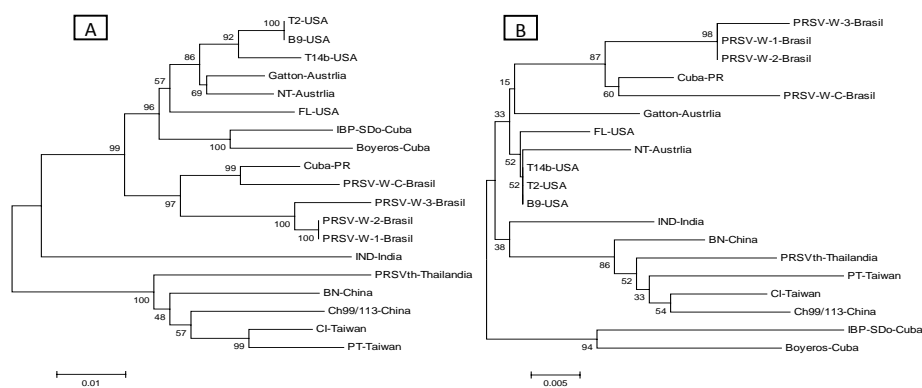 A
T2-USA
100
B9-USA
92
T14b-USA
86
Gatton-Austrlia
57
69
NT-Austrlia
96
FL-USA
IBP-SDo-Cuba
99
100
Boyeros-Cuba
99
Cuba-PR
PRSV-W-C-Brasil
97
PRSV-W-3-Brasil
100
PRSV-W-2-Brasil
100
PRSV-W-1-Brasil
IND-India
PRSVth-Thailandia
100
BN-China
48
Ch99/113-China
57
CI-Taiwan
99
PT-Taiwan
0.01
B
PRSV-W-3-Brasil
98
PRSV-W-1-Brasil
87
PRSV-W-2-Brasil
Cuba-PR
15
60
PRSV-W-C-Brasil
Gatton-Austrlia
33
FL-USA
NT-Austrlia
52
T14b-USA
52
T2-USA
B9-USA
IND-India
38
BN-China
86
PRSVth-Thailandia
52
PT-Taiwan
33
CI-Taiwan
54
Ch99/113-China
IBP-SDo-Cuba
94
Boyeros-Cuba
0.005